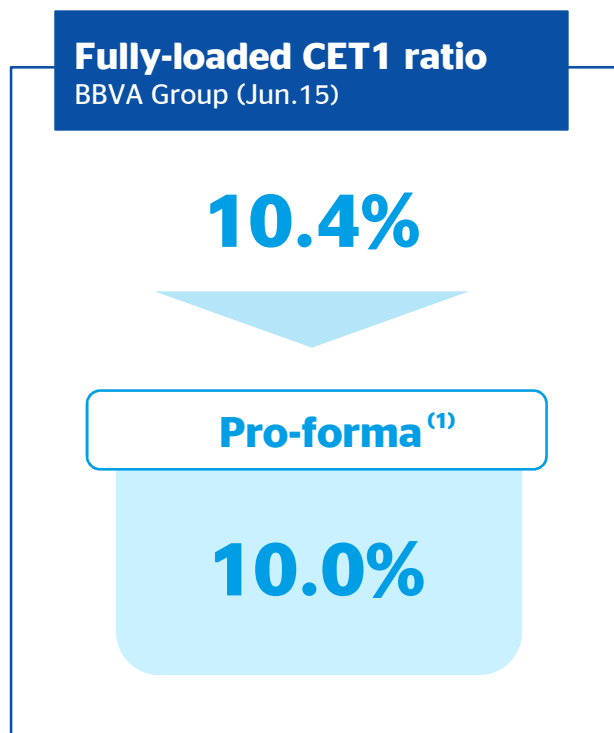 Fully-loaded CET1 ratio
BBVA Group (Jun.15)
10.4%
Pro-forma (1)
10.0%